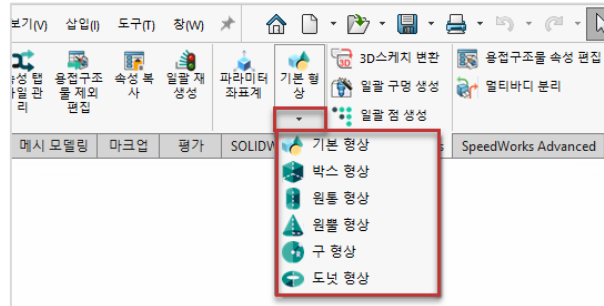 보기(V) 삽입(I) 도구(T) 창(W)
성 탭
일 관
리
용접구조
물 제외
편집
속성 복
사
일괄 재
생성
파라미터
좌표계
기본 형
상
3D스케치 변환
일괄 구멍 생성
일괄 점 생성
용접구조물 속성 편집
멀티바디 분리
메시 모델링 마크업 평가 SOLIDW s SpeedWorks Advanced
기본 형상
박스 형상
원통 형상
원뿔 형상
구 형상
도넛 형상